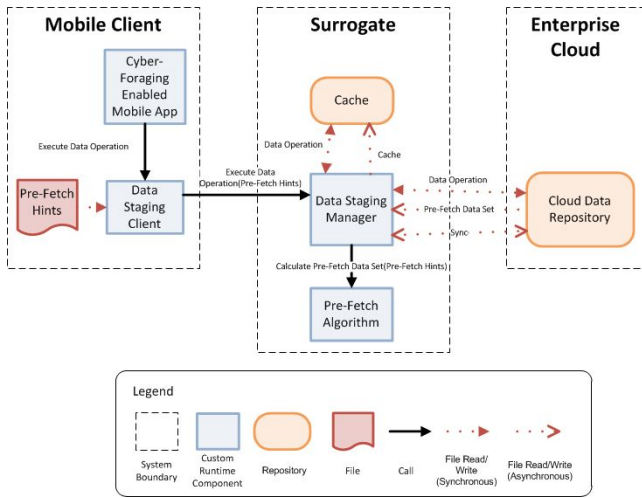 Mobile Client
Surrogate
Enterprise
Cloud
Cyber-
Foraging
Enabled
Mobile App
Cache
Execute Data Operation
Data Operation
Cache
Pre-Fetch
Hints
Data
Staging
Client
Execute Data
Operation(Pre-Fetch Hints)
Data Staging
Manager
Data Operation
Pre-Fetch Data Set
Sync
Cloud Data
Repository
Calculate Pre-Fetch Data Set(Pre-Fetch Hints)
Pre-Fetch
Algorithm
Legend
System
Boundary
Custom
Runtime
Component
Repository
File
Call
File Read/
Write
(Synchronous)
File Read/Write
(Asynchronous)